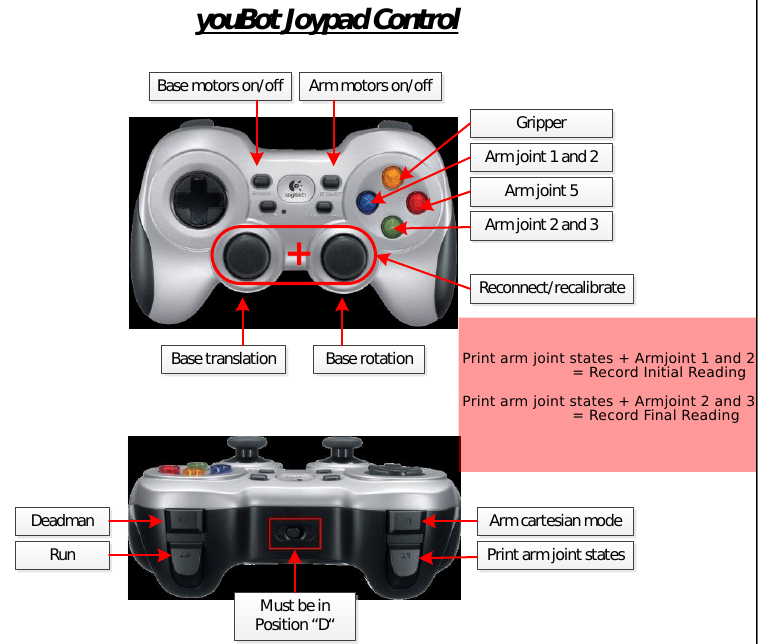 youBot Joypad Control
Base motors on/off
Arm motors on/off
Gripper
Arm joint 1 and 2
Arm joint 5
Arm joint 2 and 3
Logitech
Reconnect/recalibrate
Base translation
Base rotation
Print arm joint states + Armjoint 1 and 2
= Record Initial Reading
Print arm joint states + Armjoint 2 and 3
= Record Final Reading
Deadman
Run
Arm cartesian mode
Print arm joint states
Must be in
Position “D“